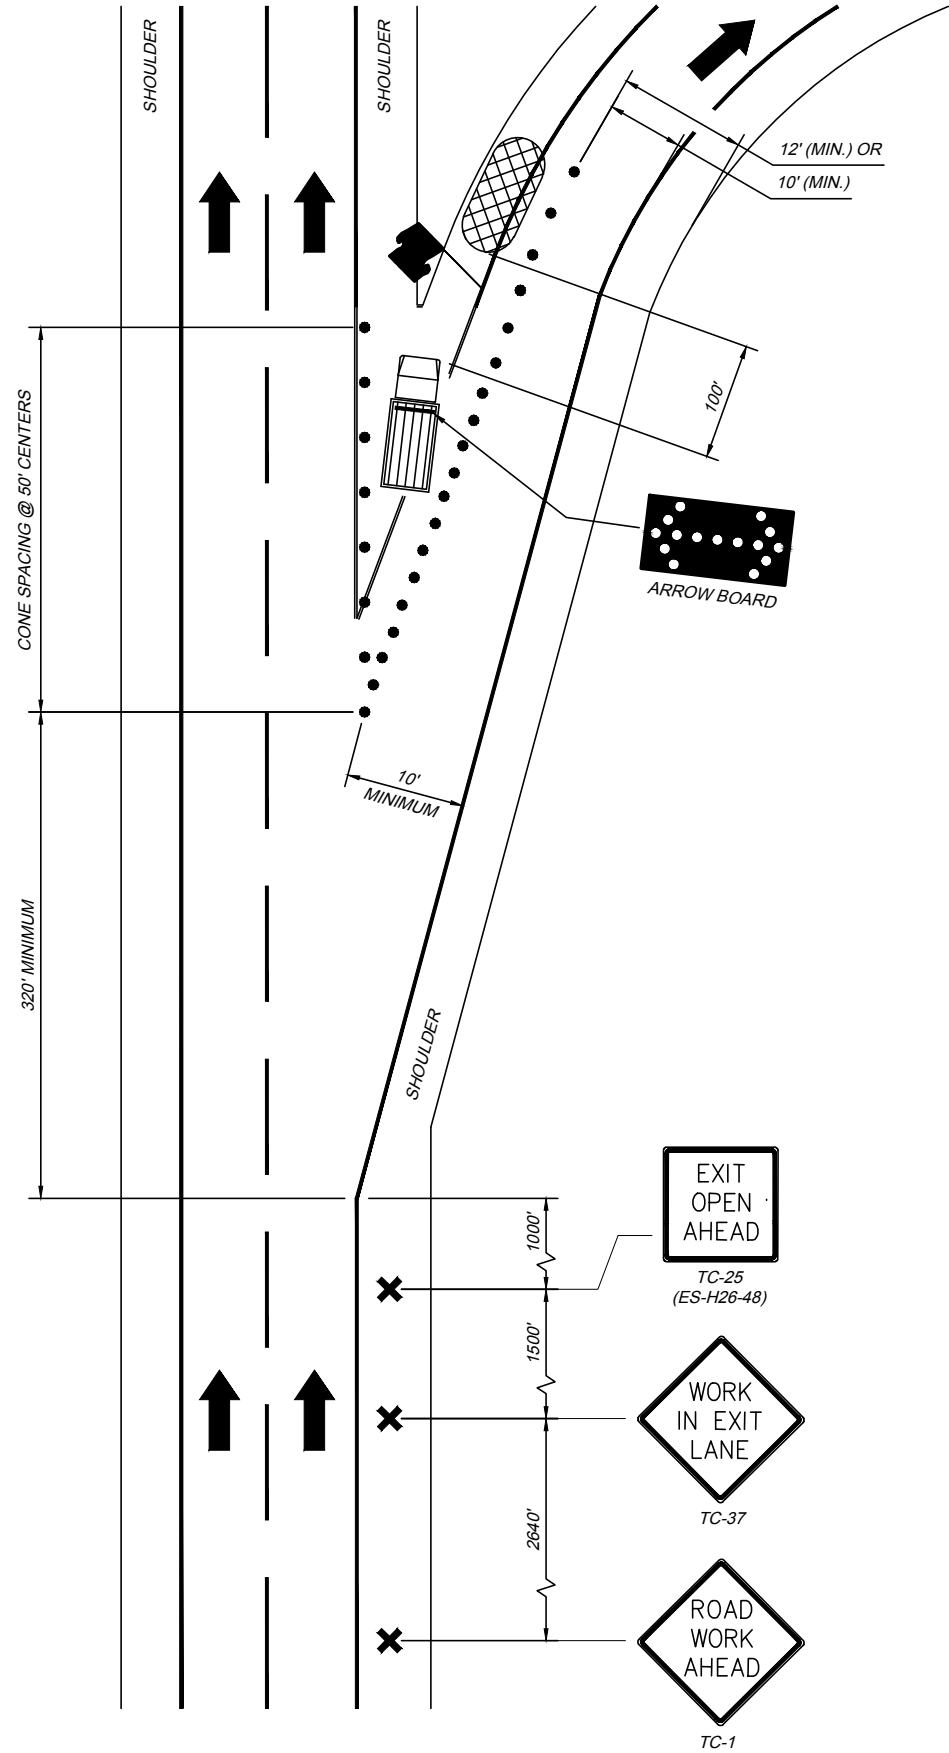 SHOULDER
SHOULDER
12' (MIN.) OR
10' (MIN.)
CONE SPACING @ 50' CENTERS
100'
ARROW BOARD
10'
MINIMUM
320' MINIMUM
SHOULDER
1000'
EXIT
OPEN
AHEAD
TC-25
(ES-H26-48)
1500'
WORK
IN EXIT
LANE
TC-37
2640'
ROAD
WORK
AHEAD
TC-1